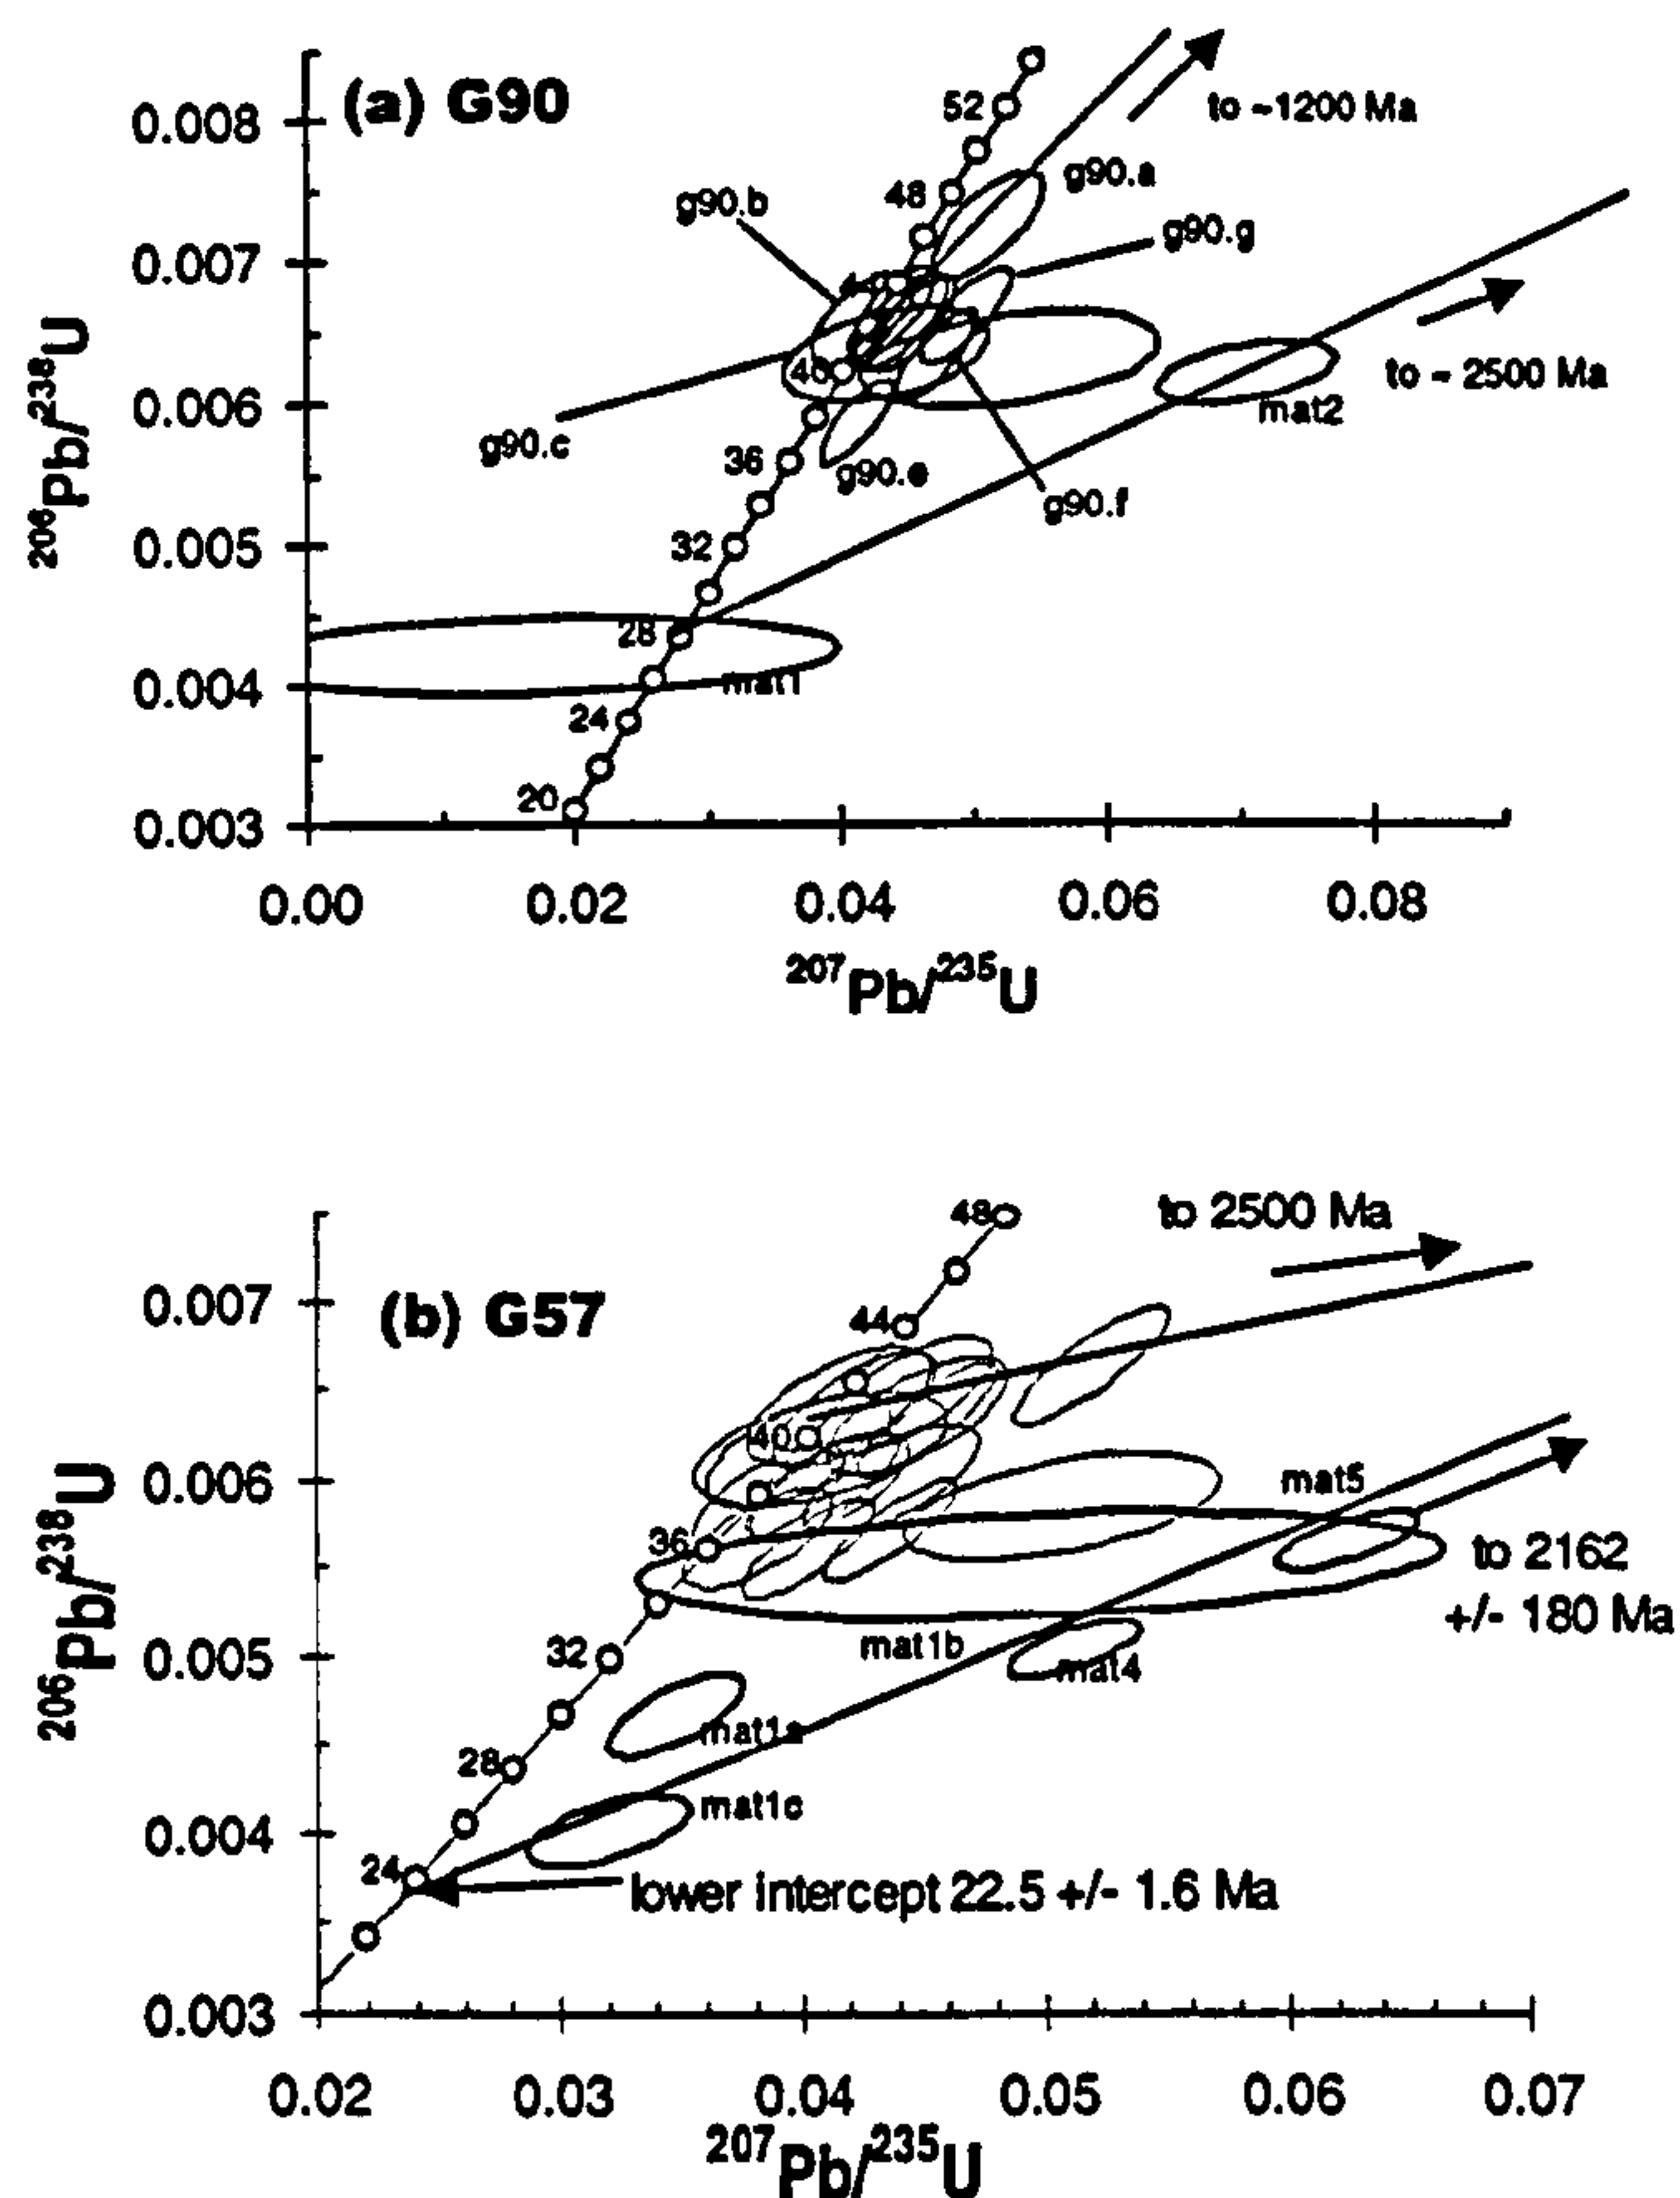 (a) G90
52
to ~1200 Ma
0.008
g90.a
48
g90.b
g90.g
0.007
206Pb/238U
40
to ~ 2500 Ma
0.006
mat2
g90.c
36
g90.e
g90.f
32
0.005
28
0.004
mat1
24
20
0.003
0.00 0.02 0.04 0.06 0.08
207Pb/235U
48
to 2500 Ma
0.007
(b) G57
44
40
0.006
mat5
206Pb/238U
36
to 2162
+/- 180 Ma
32
mat1b
0.005
mat4
mat1a
28
mat1c
0.004
24
lower intercept 22.5 +/- 1.6 Ma
0.003
0.02 0.03 0.04 0.05 0.06 0.07
207Pb/235U